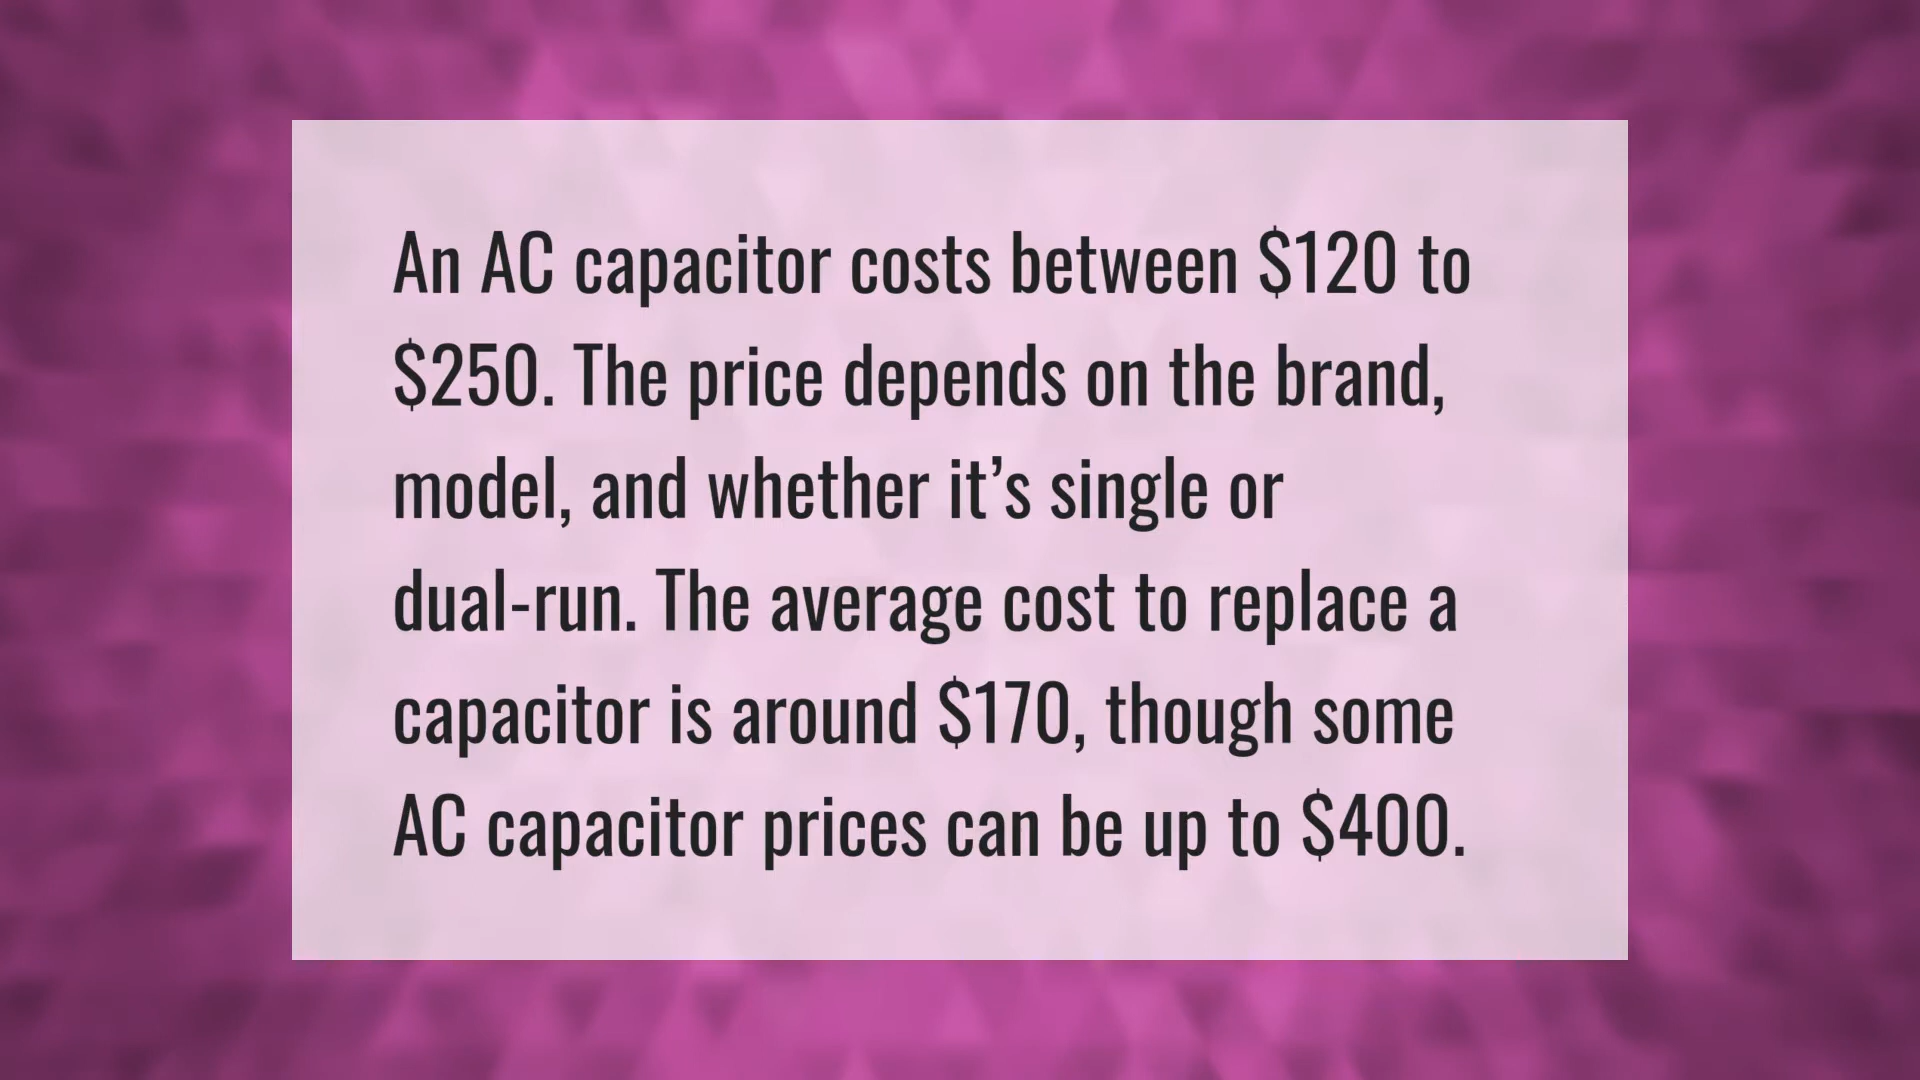 An AC capacitor costs between $120 to
$250. The price depends on the brand,
model, and whether it’s single or
dual-run. The average cost to replace a
capacitor is around $170, though some
AC capacitor prices can be up to $400.